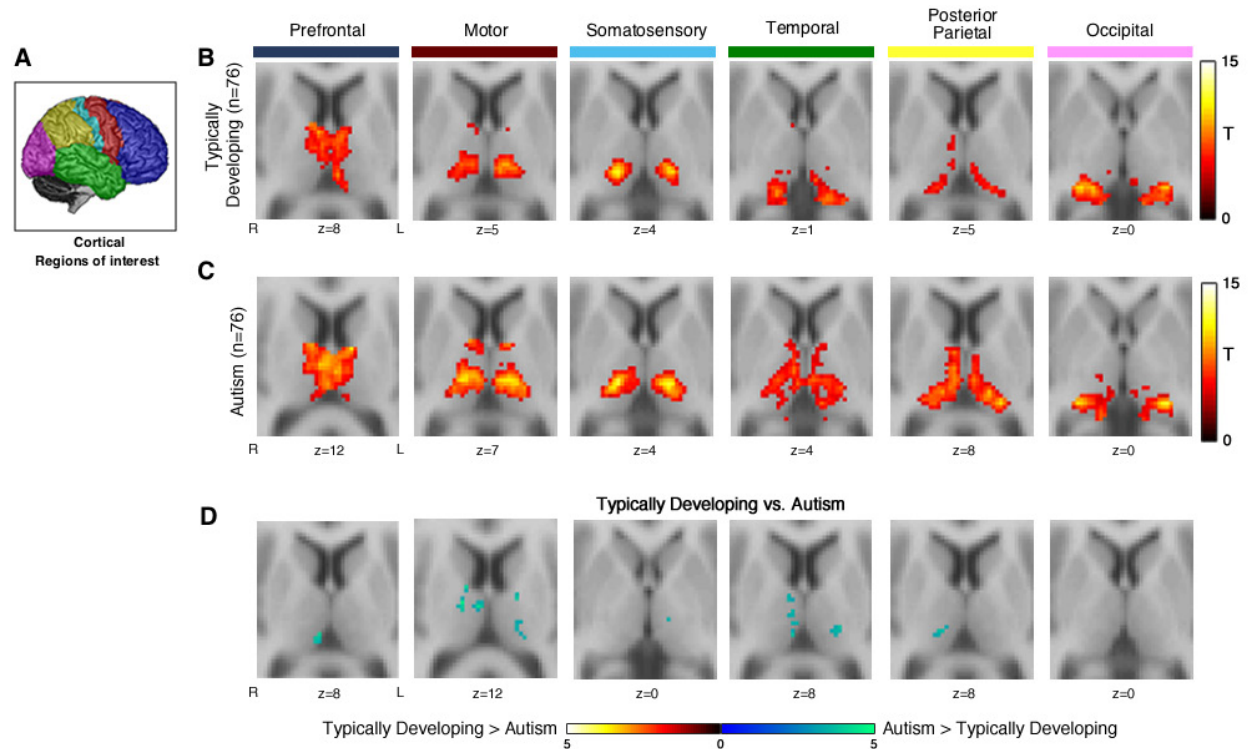 Prefrontal Motor Somatosensory Temporal Posterior Parietal Occipital
A
Cortical
Regions of interest
B
Typically
Developing (n=76)
R z=8 L z=5 z=4 z=1 z=5 z=0
15
T
0
C
Autism (n=76)
R z=12 L z=7 z=4 z=4 z=8 z=0
15
T
0
D
Typically Developing vs. Autism
R z=8 L z=12 z=0 z=8 z=8 z=0
Typically Developing > Autism Autism > Typically Developing
5 0 5